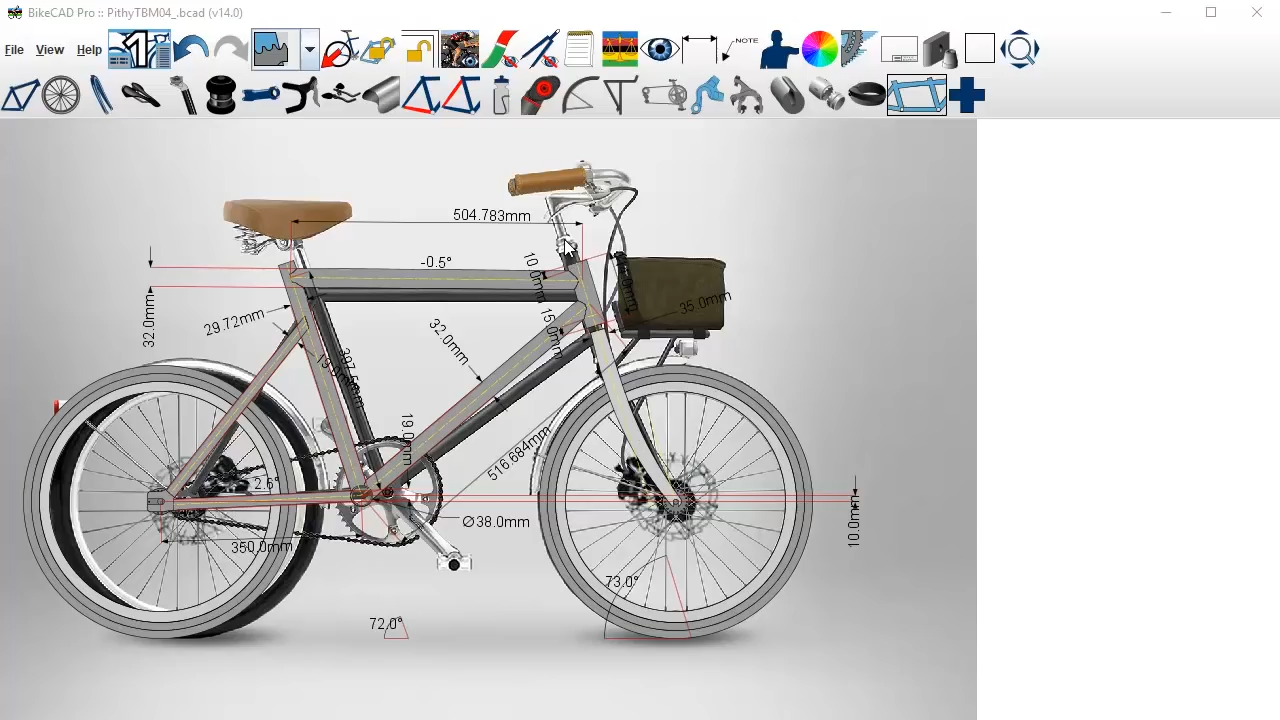 BikeCAD Pro :: PithyTBM04_.bcad (v14.0)
File View Help
NOTE
504.783mm
-0.5°
10.0mm
35.0mm
32.0mm
29.72mm
32.0mm
15.0mm
19.0mm
516.684mm
2.6°
Ø38.0mm
10.0mm
350.0mm
73.0°
72.0°